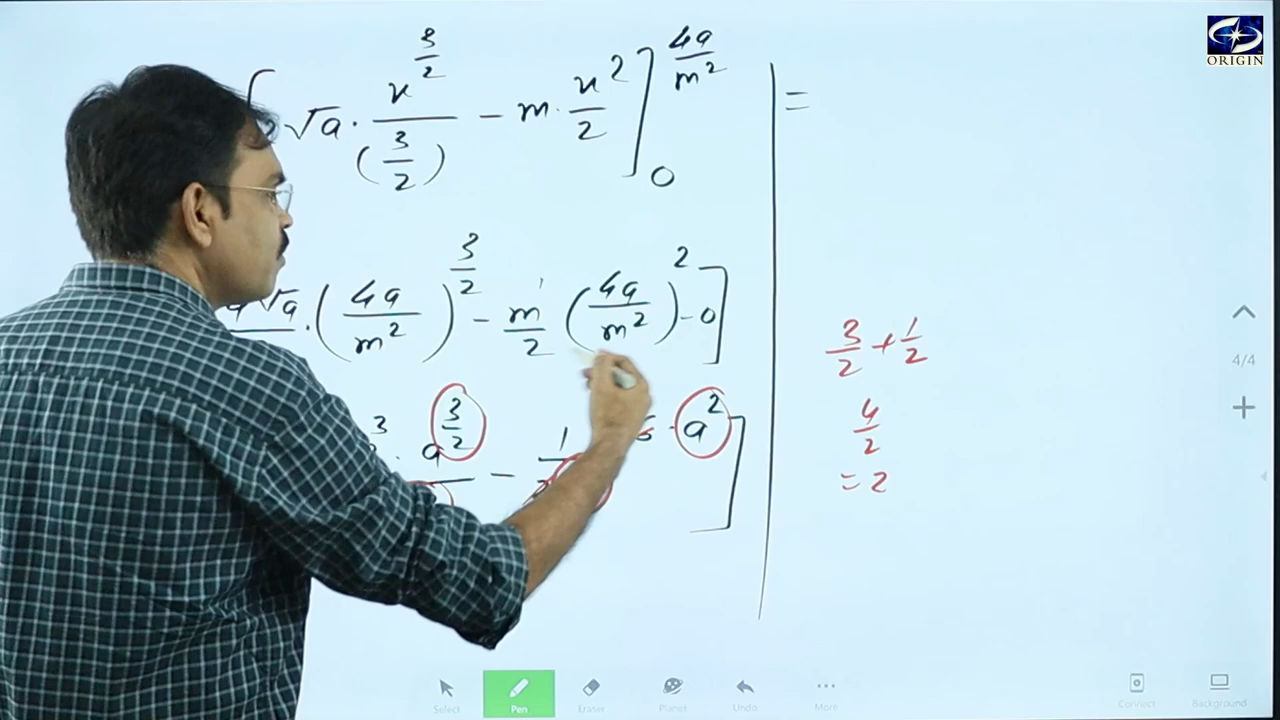 √a · x^(3/2) / (3/2) − m · x²/2 ]₀^(4a/m²)
√a · (4a/m²)^(3/2) − m/2 (4a/m²)² − 0 ]
3 · a^(3/2) − 1 · a² ]
=
3/2 + 1/2
4/2
= 2
ORIGIN
4/4
Select Pen Eraser Planet Undo More Connect Background